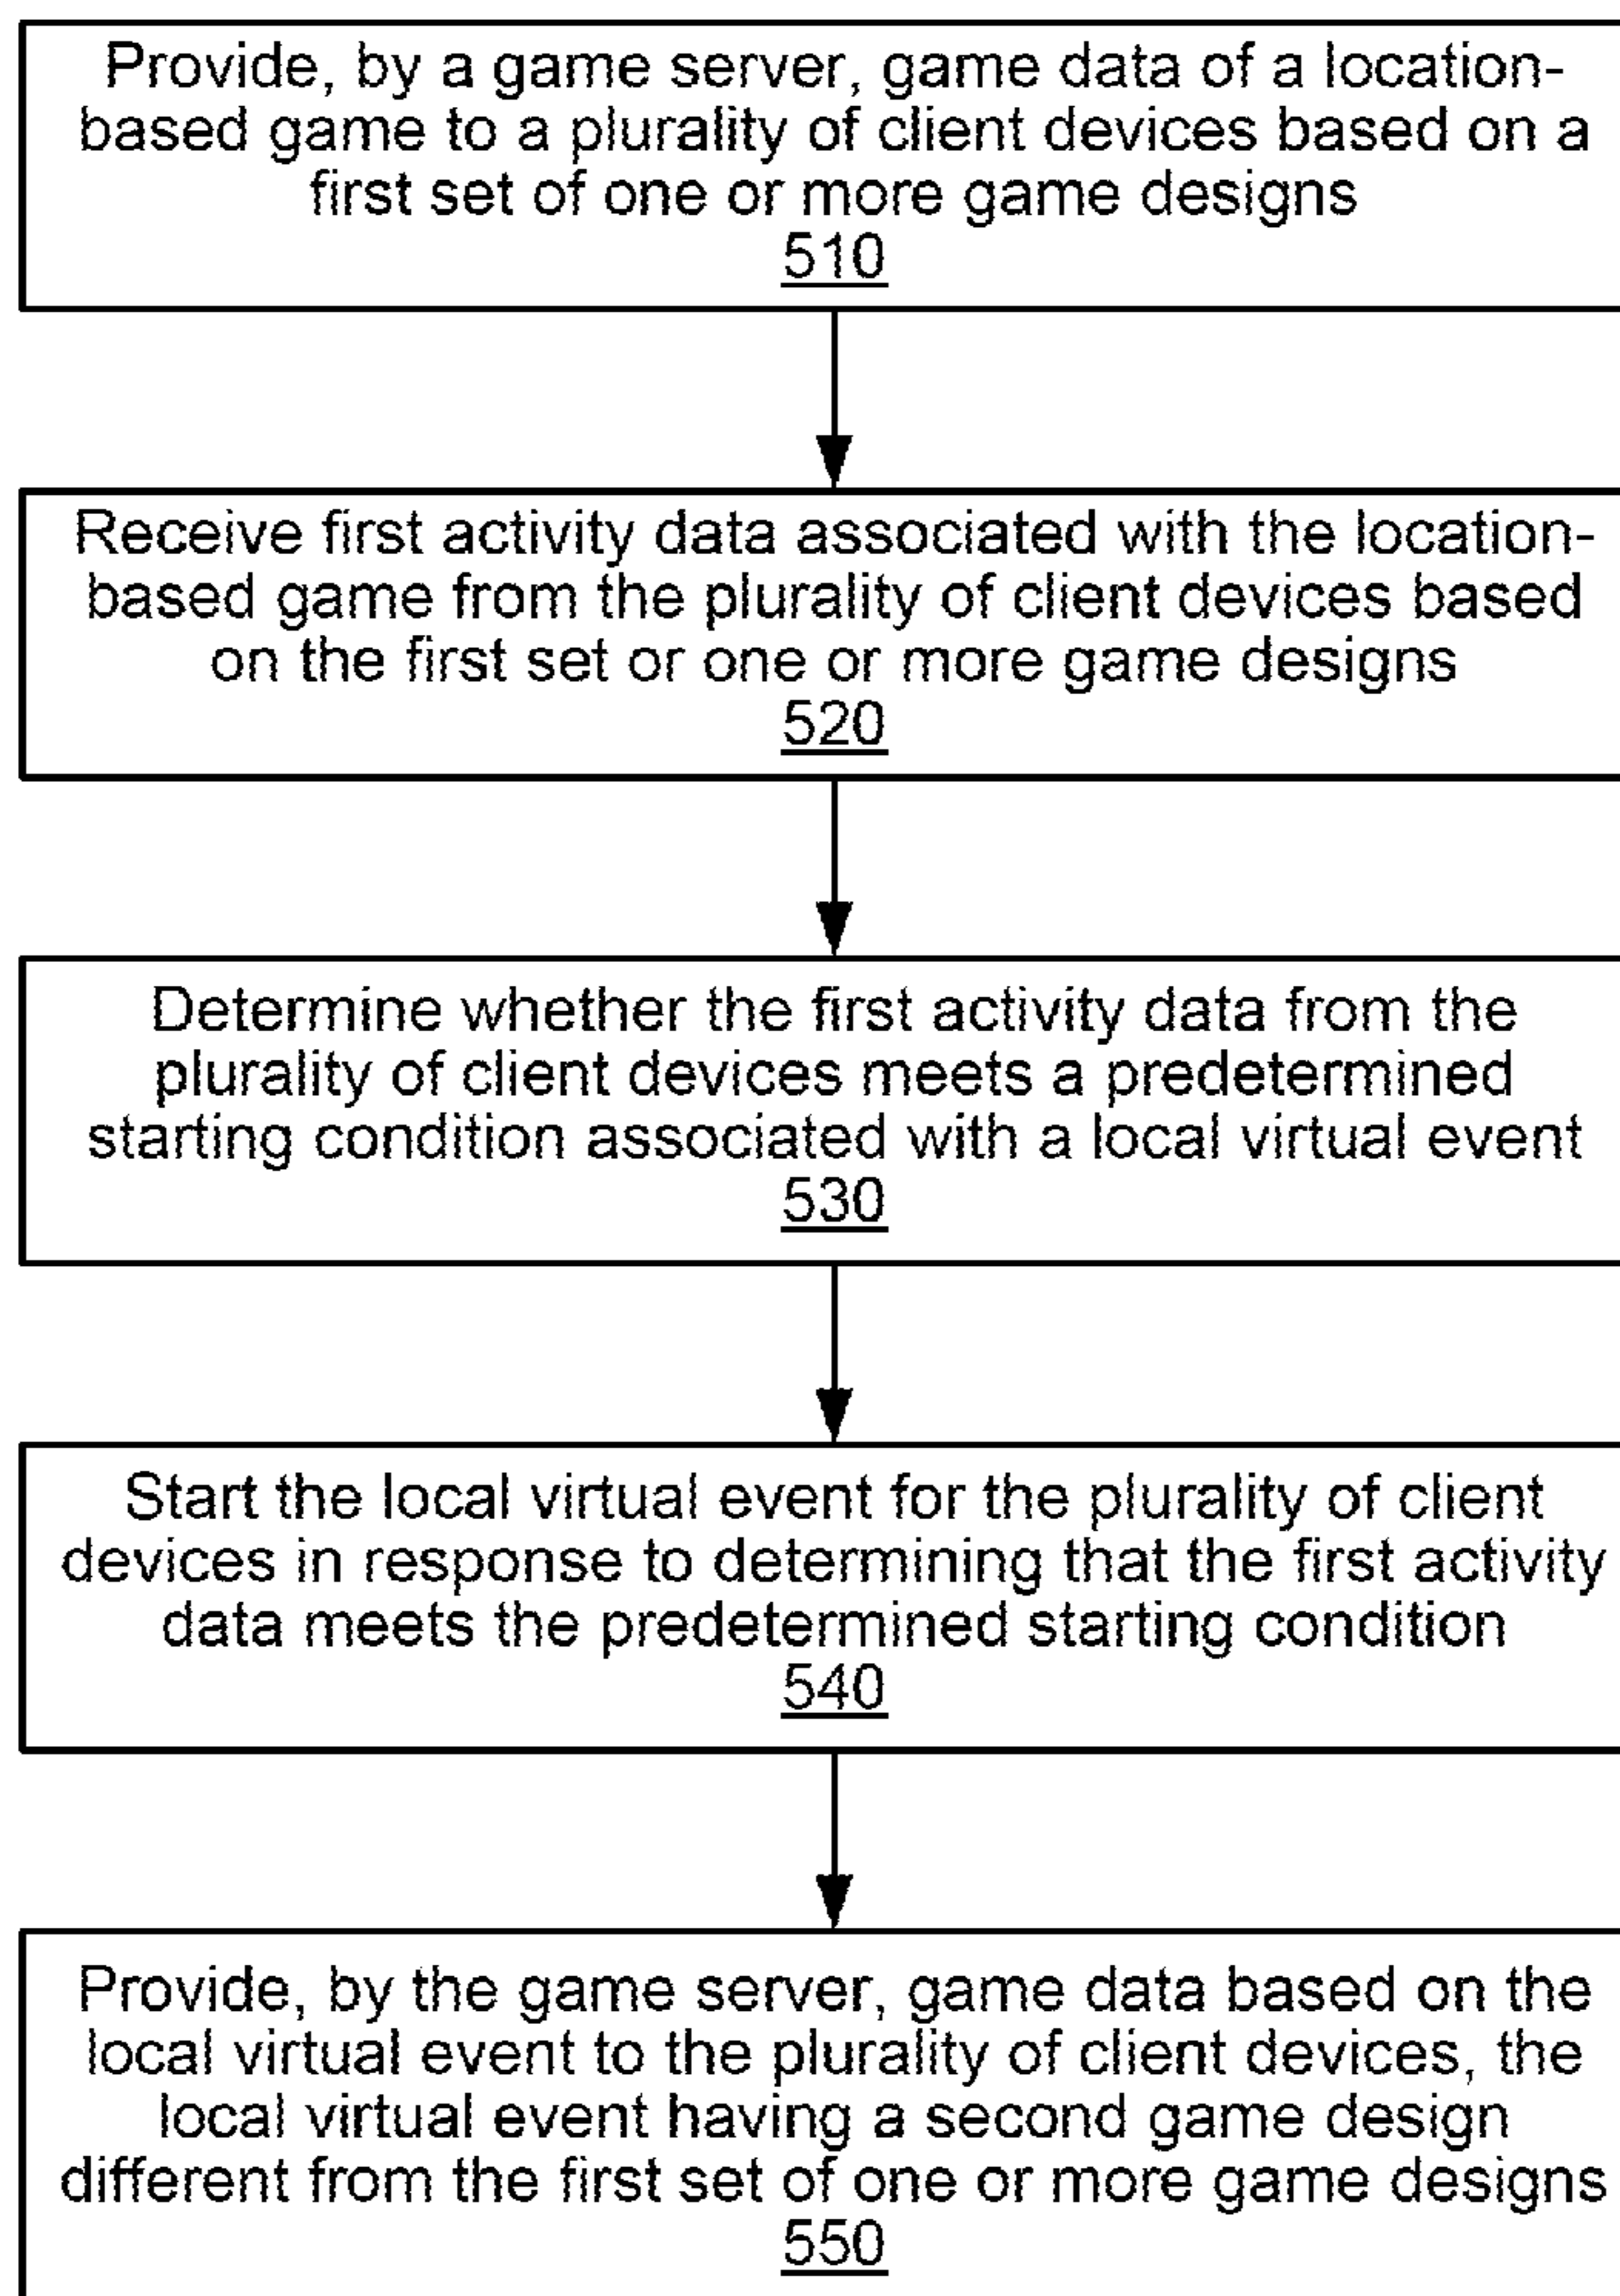 Provide, by a game server, game data of a location-
based game to a plurality of client devices based on a
first set of one or more game designs
510
Receive first activity data associated with the location-
based game from the plurality of client devices based
on the first set or one or more game designs
520
Determine whether the first activity data from the
plurality of client devices meets a predetermined
starting condition associated with a local virtual event
530
Start the local virtual event for the plurality of client
devices in response to determining that the first activity
data meets the predetermined starting condition
540
Provide, by the game server, game data based on the
local virtual event to the plurality of client devices, the
local virtual event having a second game design
different from the first set of one or more game designs
550